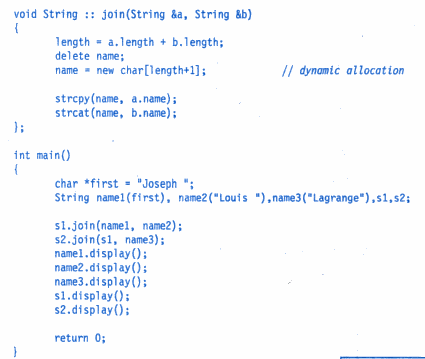 void String :: join(String &a, String &b)
{
length = a.length + b.length;
delete name;
name = new char[length+1]; // dynamic allocation
strcpy(name, a.name);
strcat(name, b.name);
};
int main()
{
char *first = "Joseph ";
String name1(first), name2("Louis "),name3("Lagrange"),s1,s2;
s1.join(name1, name2);
s2.join(s1, name3);
name1.display();
name2.display();
name3.display();
s1.display();
s2.display();
return 0;
}